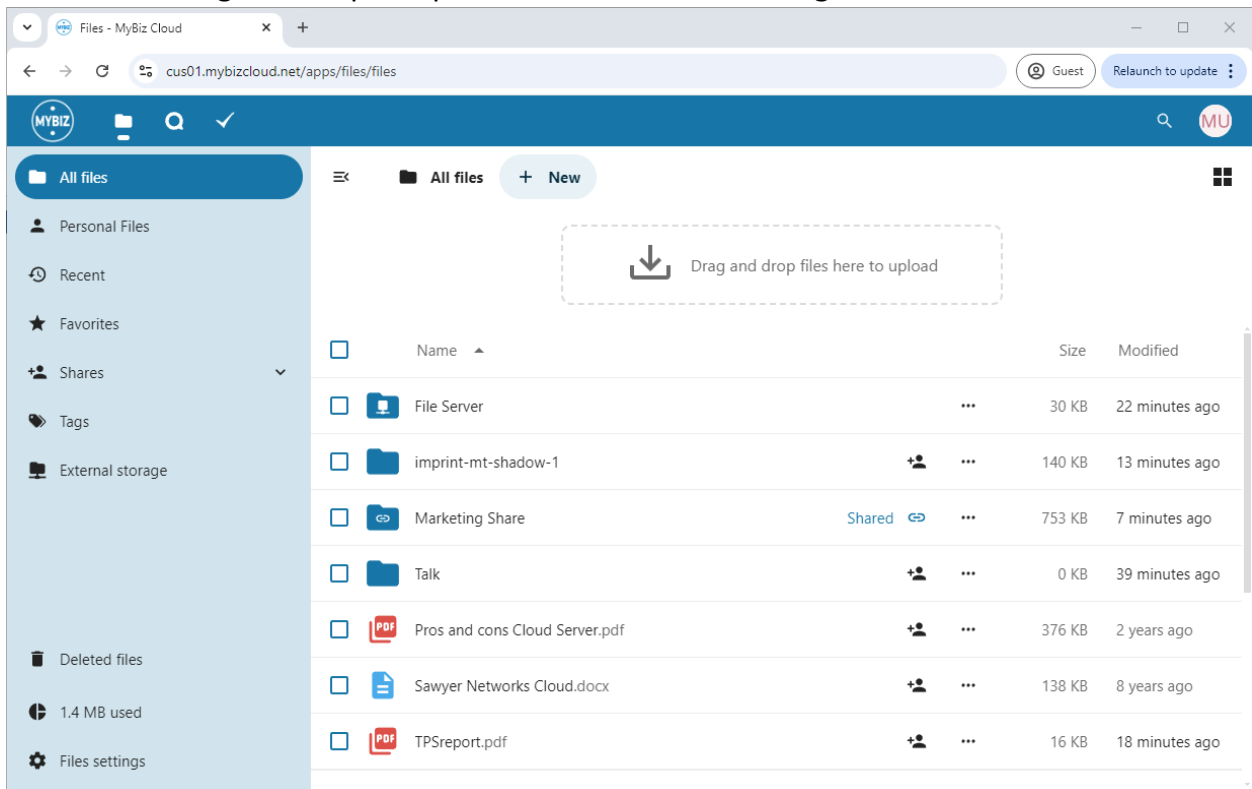 Files - MyBiz Cloud
cus01.mybizcloud.net/apps/files/files
Guest
Relaunch to update
MYBIZ
MU
All files
All files
+ New
Personal Files
Recent
Drag and drop files here to upload
Favorites
Name Size Modified
Shares
File Server 30 KB 22 minutes ago
Tags
imprint-mt-shadow-1 140 KB 13 minutes ago
External storage
Marketing Share Shared 753 KB 7 minutes ago
Talk 0 KB 39 minutes ago
PDF Pros and cons Cloud Server.pdf 376 KB 2 years ago
Deleted files
Sawyer Networks Cloud.docx 138 KB 8 years ago
1.4 MB used
PDF TPSreport.pdf 16 KB 18 minutes ago
Files settings